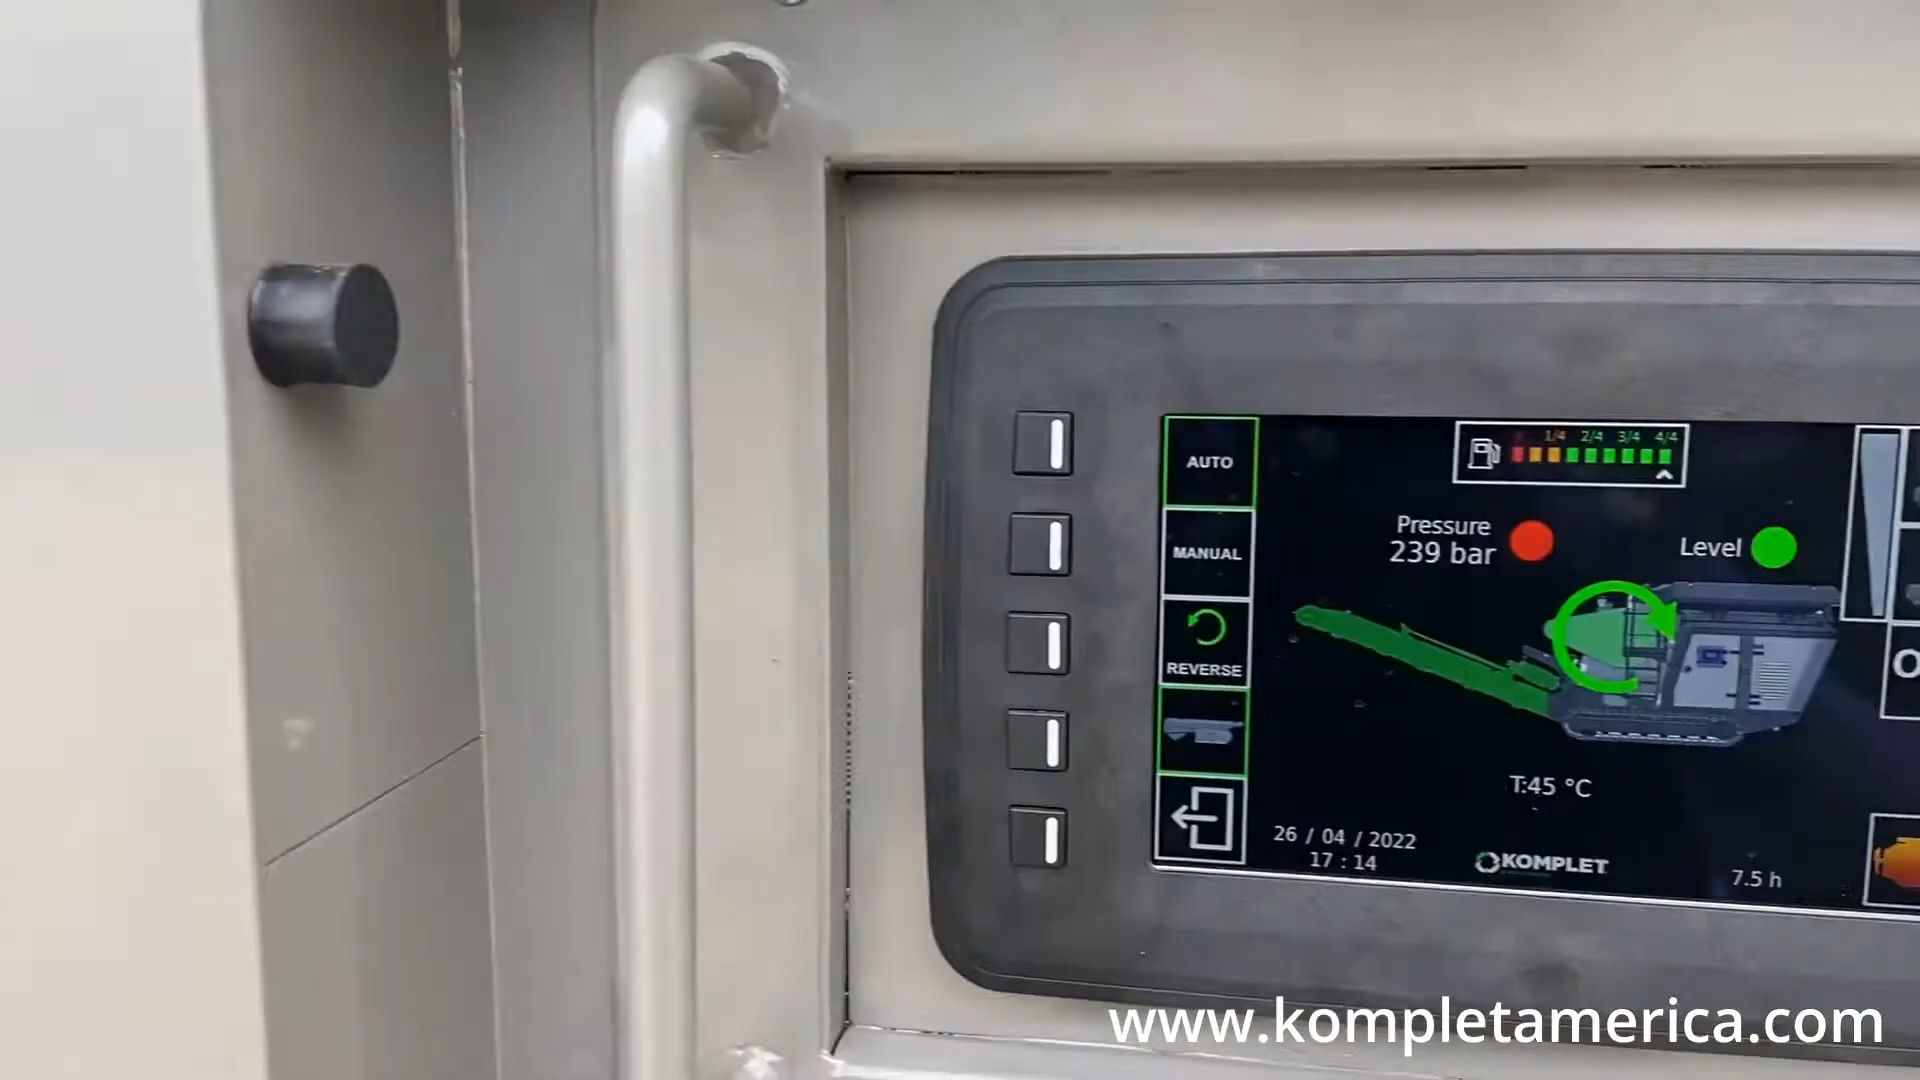 AUTO
1/4 2/4 3/4 4/4
Pressure
239 bar
Level
MANUAL
REVERSE
T:45 °C
26 / 04 / 2022
17 : 14
KOMPLET
7.5 h
www.kompletamerica.com